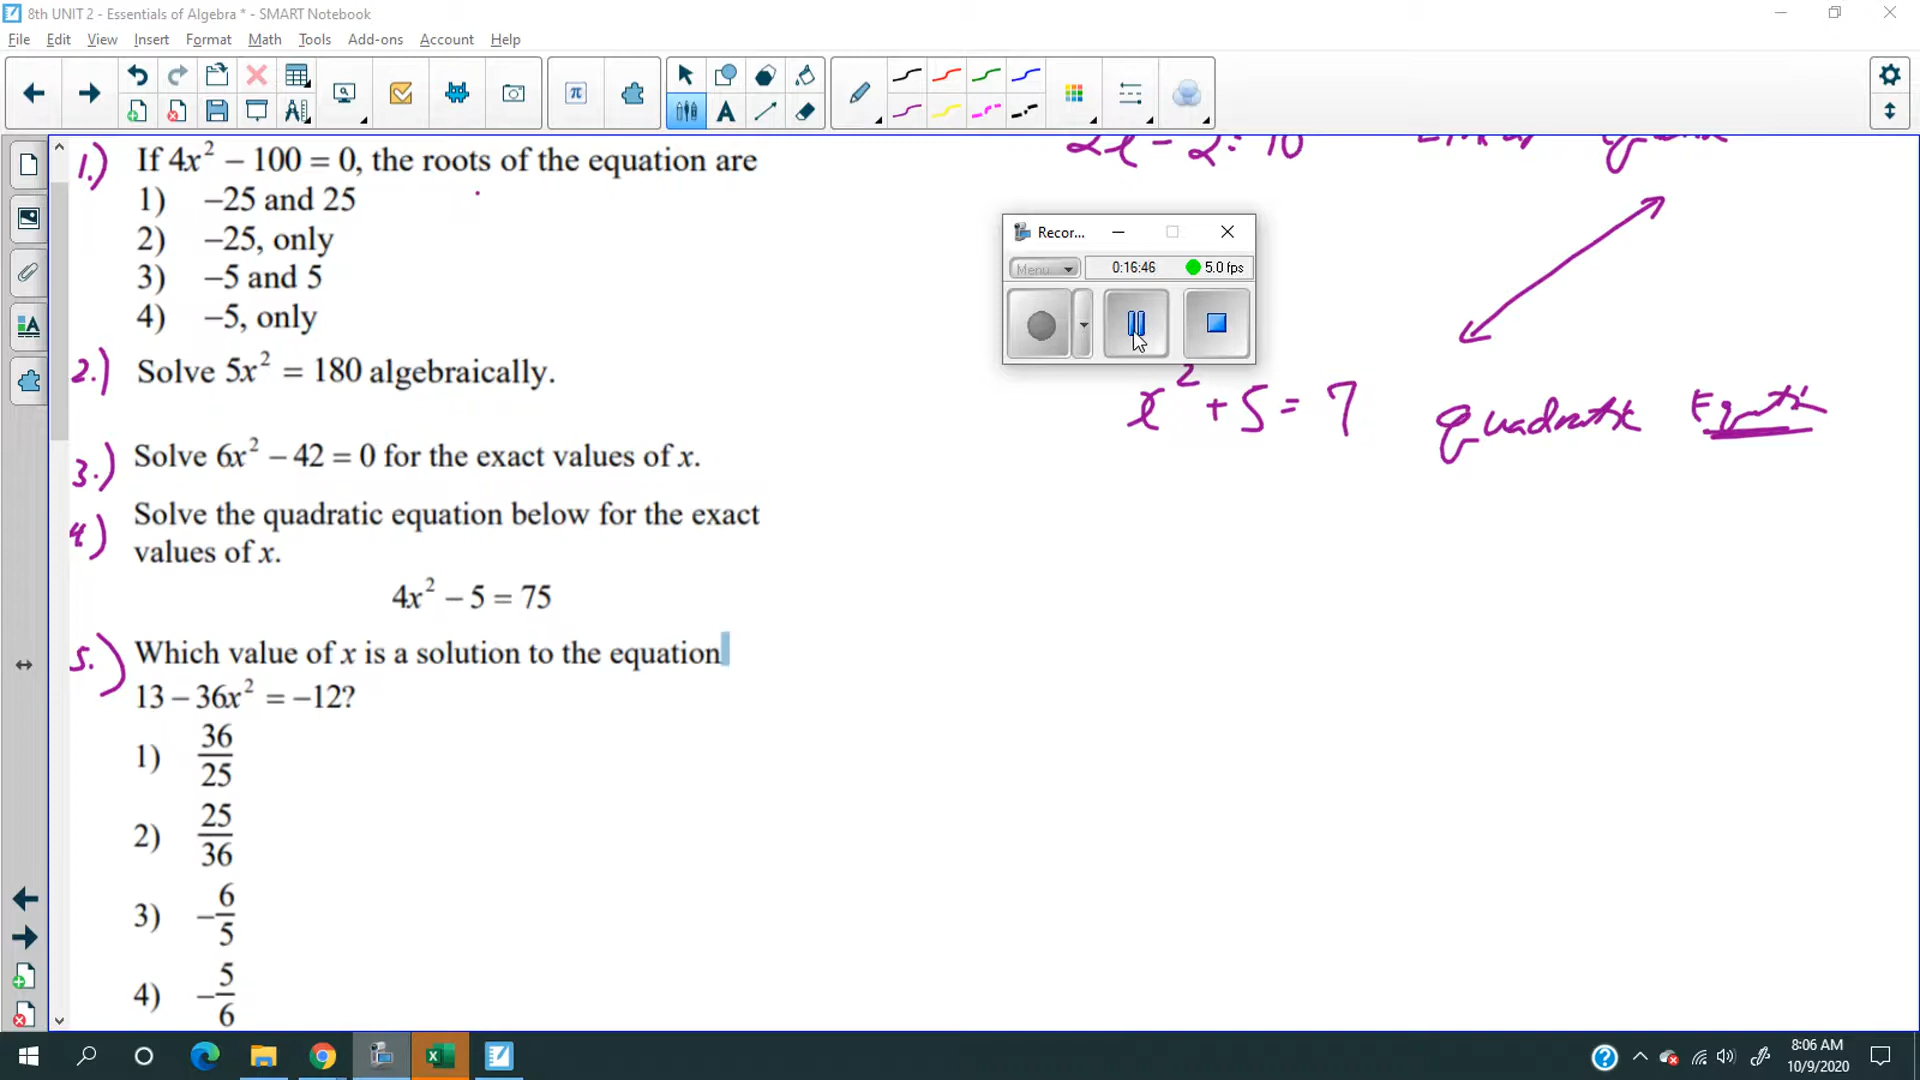 8th UNIT 2 - Essentials of Algebra * - SMART Notebook
File Edit View Insert Format Math Tools Add-ons Account Help
1.) If 4x² – 100 = 0, the roots of the equation are
1) –25 and 25
2) –25, only
3) –5 and 5
4) –5, only
2.) Solve 5x² = 180 algebraically.
3.) Solve 6x² – 42 = 0 for the exact values of x.
4) Solve the quadratic equation below for the exact
values of x.
4x² – 5 = 75
5.) Which value of x is a solution to the equation
13 – 36x² = –12?
1) 36/25
2) 25/36
3) –6/5
4) –5/6
Recor...
Menu 0:16:46 5.0 fps
x² + 5 = 7 quadratic Equation
8:06 AM
10/9/2020